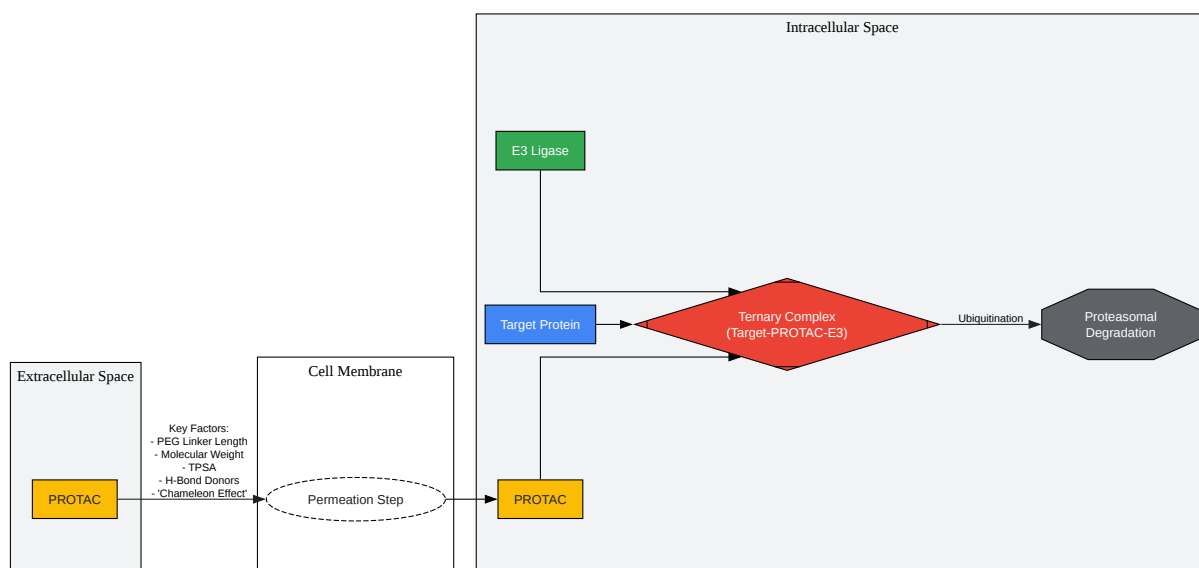 Intracellular Space
E3 Ligase
Target Protein
Ternary Complex
(Target-PROTAC-E3)
Ubiquitination
Proteasomal
Degradation
Extracellular Space
Cell Membrane
Key Factors:
- PEG Linker Length
- Molecular Weight
- TPSA
- H-Bond Donors
- 'Chameleon Effect'
PROTAC
Permeation Step
PROTAC